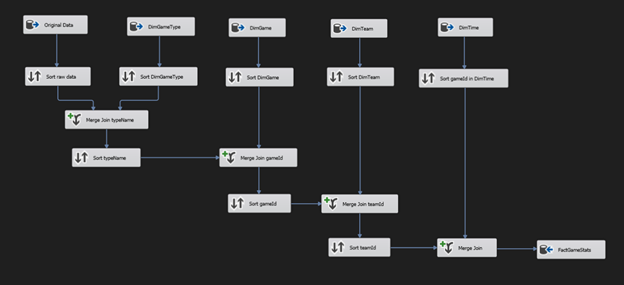 Original Data
DimGameType
DimGame
DimTeam
DimTime
Sort raw data
Sort DimGameType
Sort DimGame
Sort DimTeam
Sort gameId in DimTime
Merge Join typeName
Sort typeName
Merge Join gameId
Sort gameId
Merge Join teamId
Sort teamId
Merge Join
FactGameStats